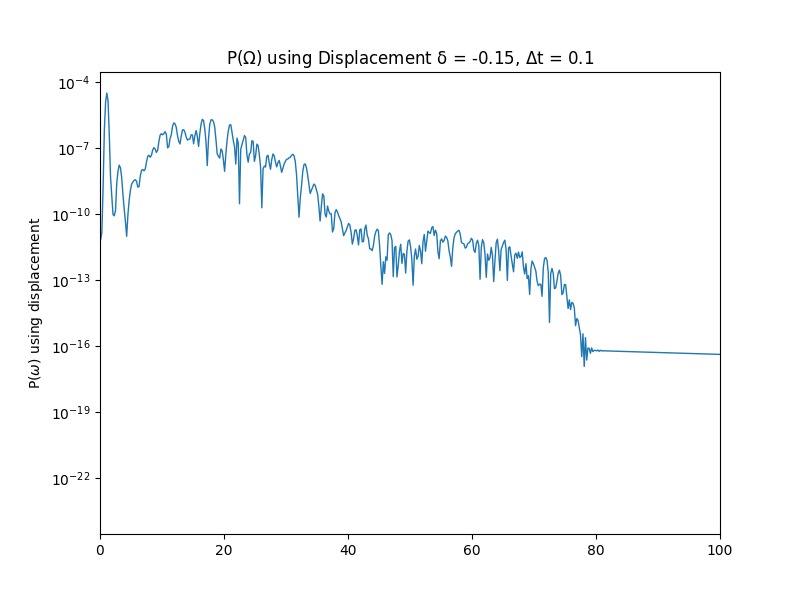 P(Ω) using Displacement δ = -0.15, Δt = 0.1
P(ω) using displacement
10⁻⁴
10⁻⁷
10⁻¹⁰
10⁻¹³
10⁻¹⁶
10⁻¹⁹
10⁻²²
0 20 40 60 80 100